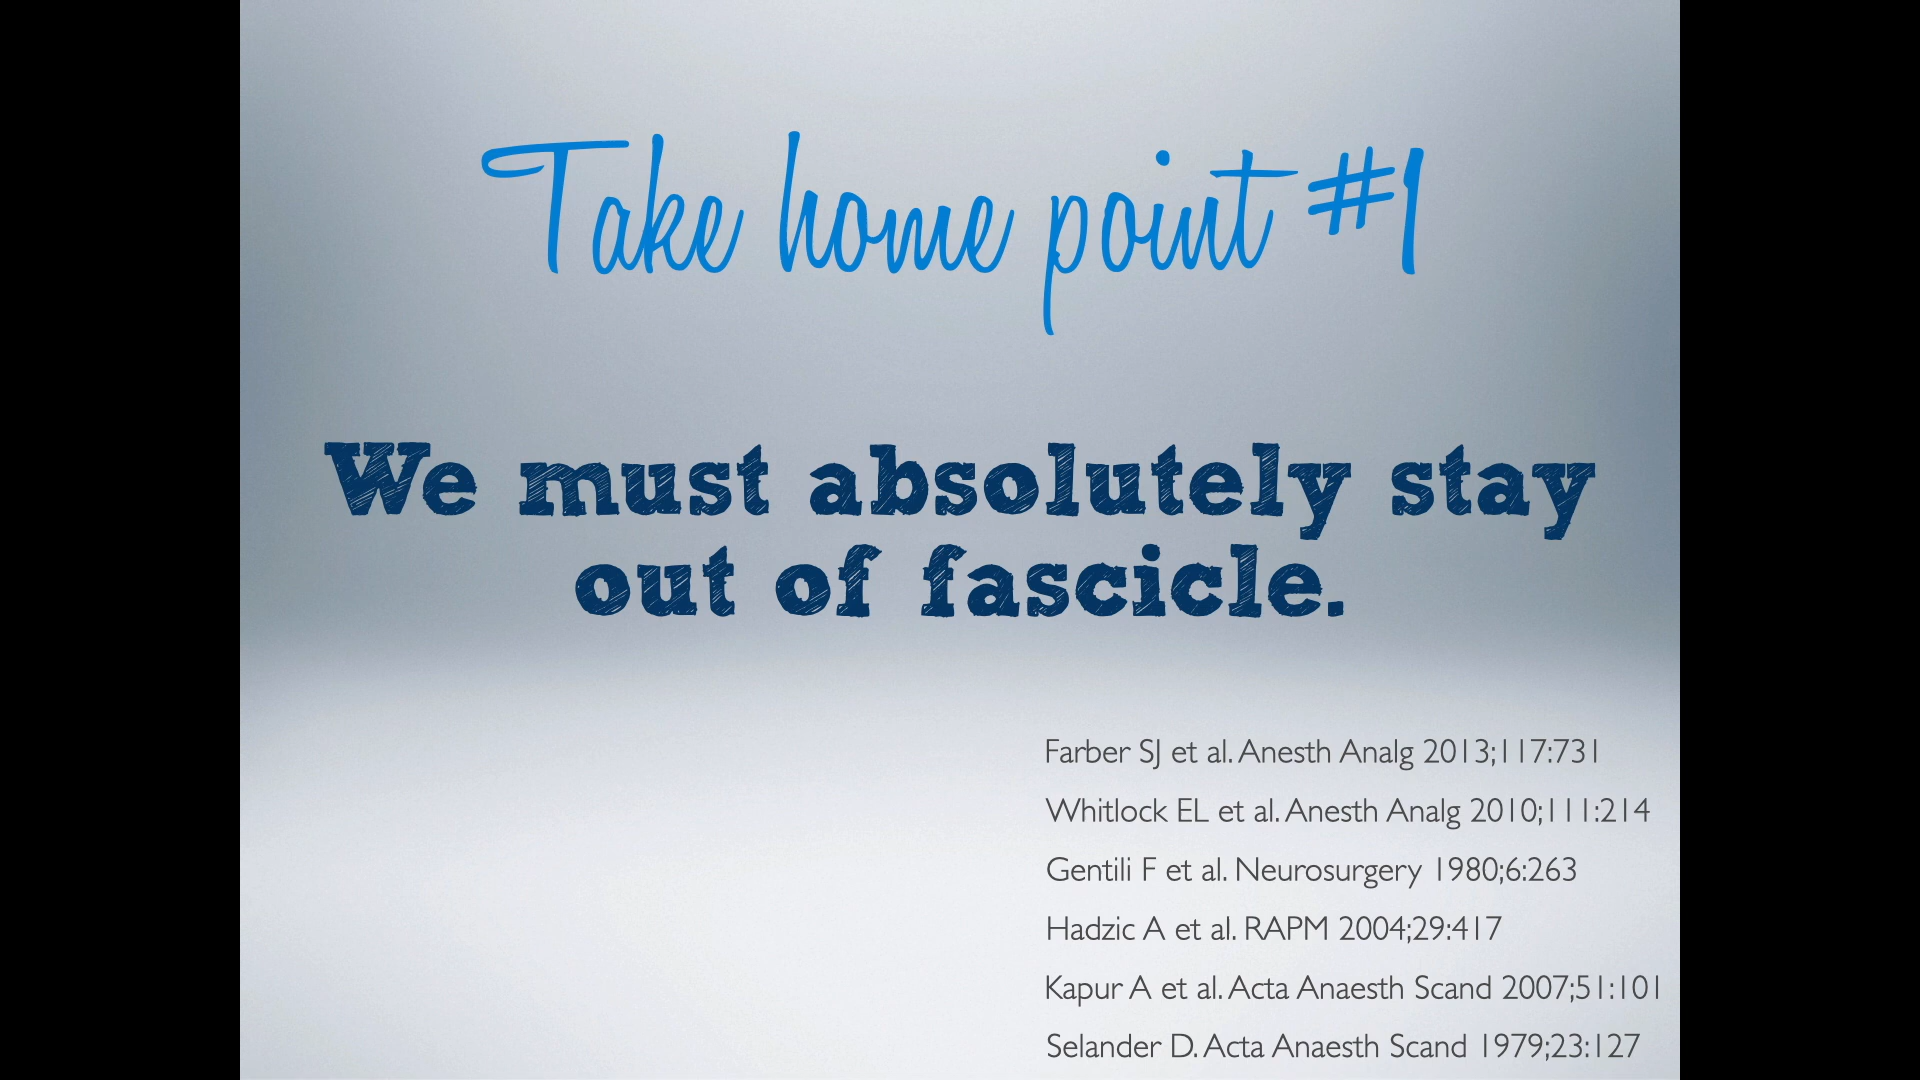 Take home point #1
We must absolutely stay
out of fascicle.
Farber SJ et al. Anesth Analg 2013;117:731
Whitlock EL et al. Anesth Analg 2010;111:214
Gentili F et al. Neurosurgery 1980;6:263
Hadzic A et al. RAPM 2004;29:417
Kapur A et al. Acta Anaesth Scand 2007;51:101
Selander D. Acta Anaesth Scand 1979;23:127